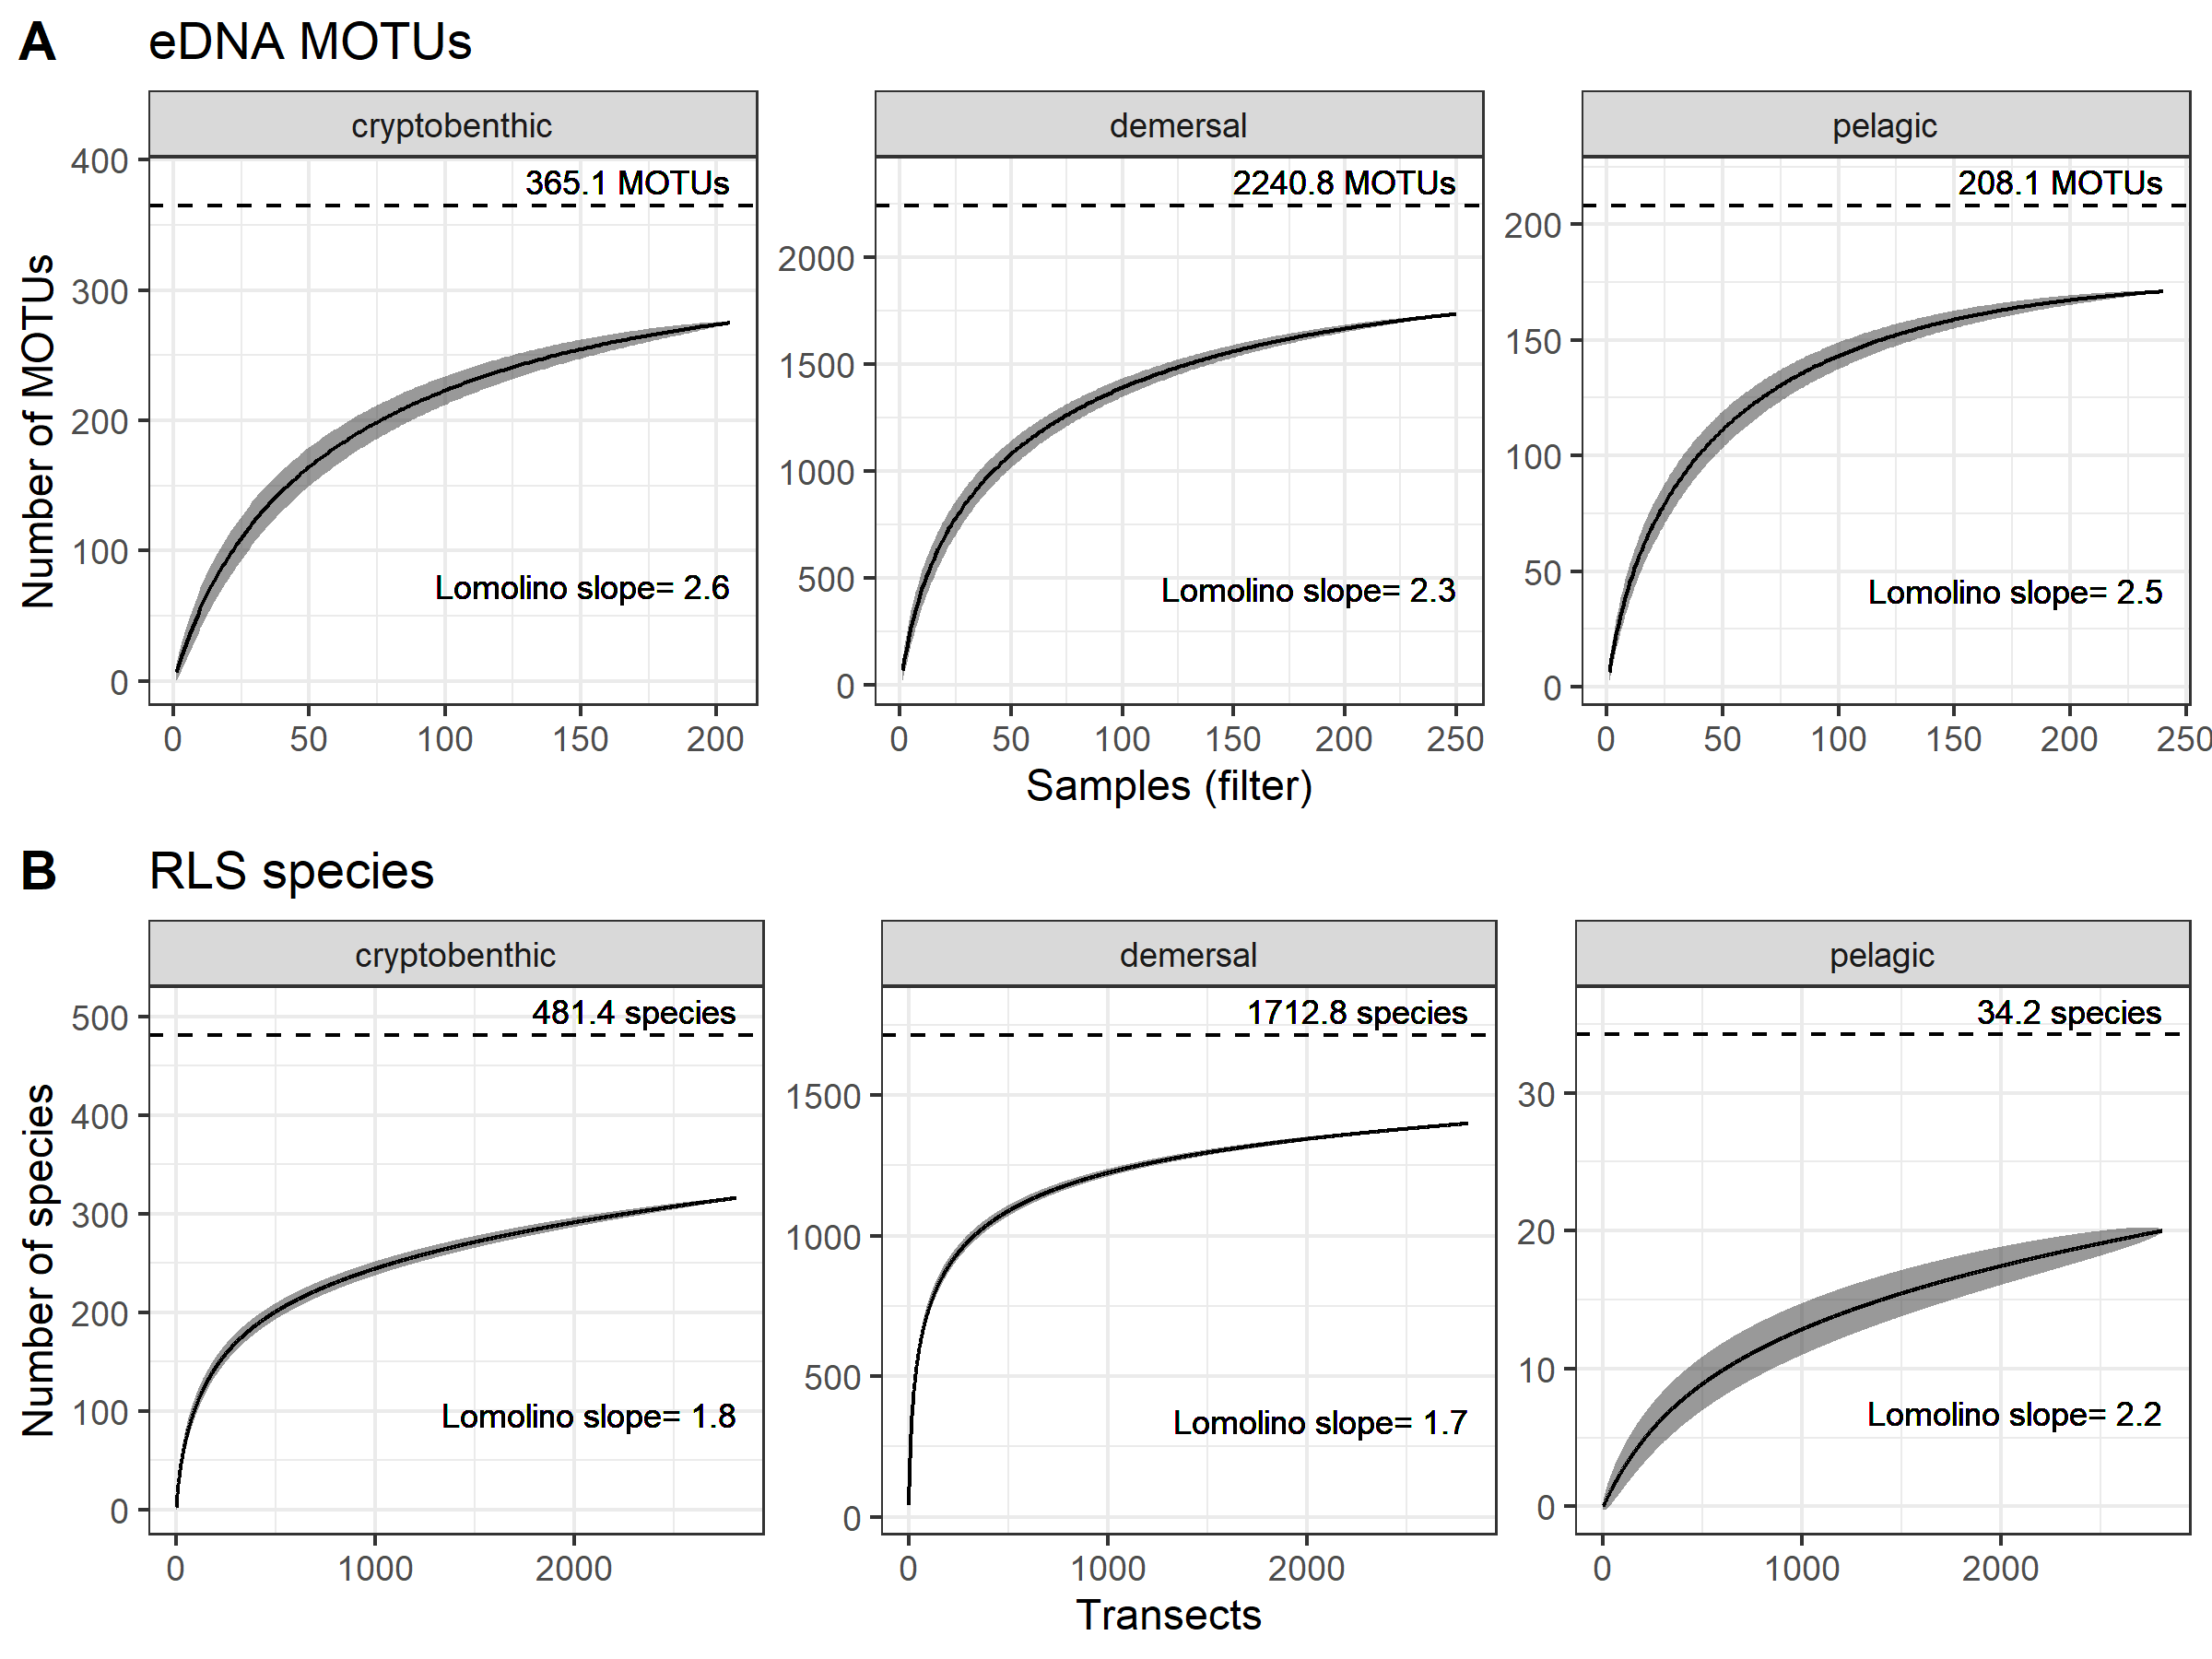 A eDNA MOTUs
cryptobenthic demersal pelagic
Number of MOTUs
400
300
200
100
0
365.1 MOTUs
Lomolino slope= 2.6
0 50 100 150 200
2000
1500
1000
500
0
2240.8 MOTUs
Lomolino slope= 2.3
0 50 100 150 200 250
200
150
100
50
0
208.1 MOTUs
Lomolino slope= 2.5
0 50 100 150 200 250
Samples (filter)
B RLS species
cryptobenthic demersal pelagic
Number of species
500
400
300
200
100
0
481.4 species
Lomolino slope= 1.8
0 1000 2000
1500
1000
500
0
1712.8 species
Lomolino slope= 1.7
0 1000 2000
30
20
10
0
34.2 species
Lomolino slope= 2.2
0 1000 2000
Transects